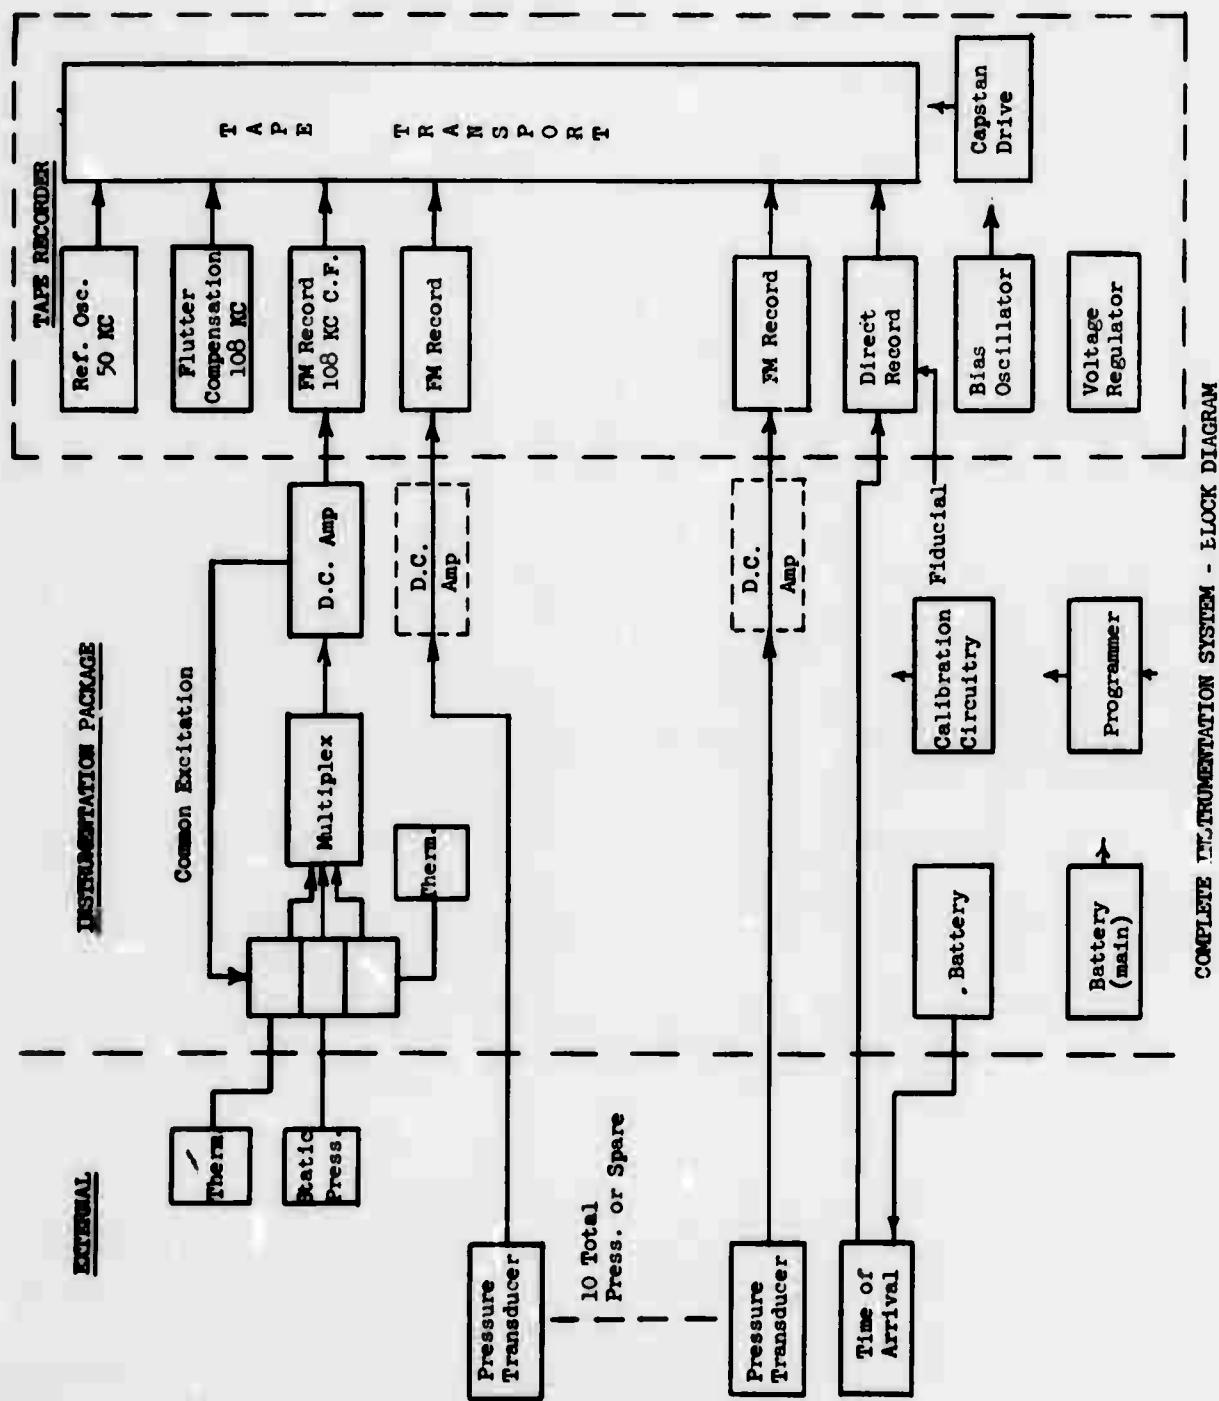 EXTERNAL
INSTRUMENTATION PACKAGE
TAPE RECORDER
Therm
Static
Press.
Pressure
Transducer
10 Total
Press. or Spare
Pressure
Transducer
Time of
Arrival
Common Excitation
Multiplex
Therm.
D.C. Amp
D.C.
Amp
D.C.
Amp
Battery
Battery
(main)
Calibration
Circuitry
Programmer
Fiducial
Ref. Osc.
50 KC
Flutter
Compensation
108 KC
FM Record
108 KC C.F.
FM Record
FM Record
Direct
Record
Bias
Oscillator
Voltage
Regulator
TAPE
TRANSPORT
Capstan
Drive
COMPLETE INSTRUMENTATION SYSTEM - BLOCK DIAGRAM